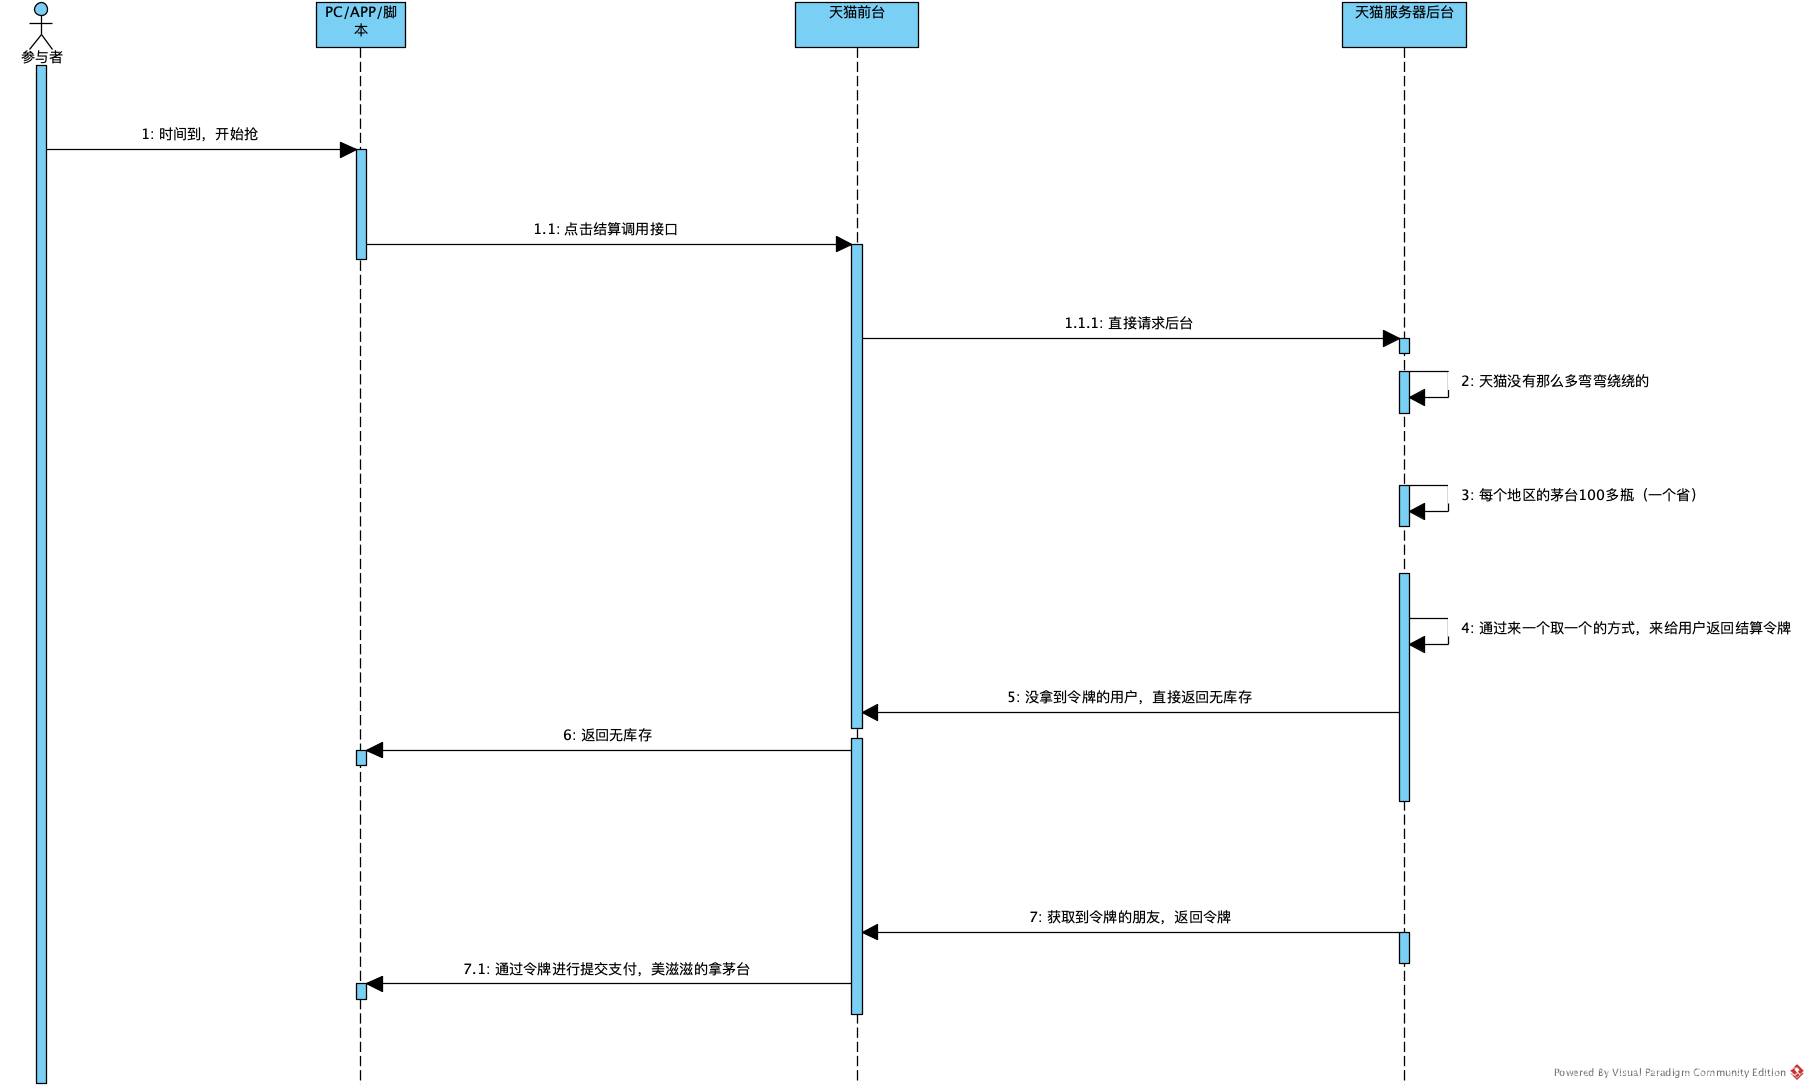 参与者
PC/APP/脚
本
天猫前台
天猫服务器后台
1: 时间到，开始抢
1.1: 点击结算调用接口
1.1.1: 直接请求后台
2: 天猫没有那么多弯弯绕绕的
3: 每个地区的茅台100多瓶（一个省）
4: 通过来一个取一个的方式，来给用户返回结算令牌
5: 没拿到令牌的用户，直接返回无库存
6: 返回无库存
7: 获取到令牌的朋友，返回令牌
7.1: 通过令牌进行提交支付，美滋滋的拿茅台
Powered By Visual Paradigm Community Edition